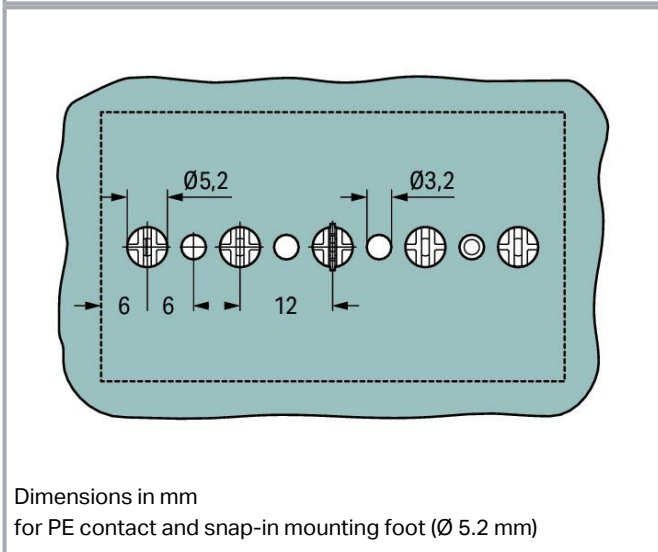 Ø5,2 Ø3,2
6 6 12
Dimensions in mm
for PE contact and snap-in mounting foot (Ø 5.2 mm)